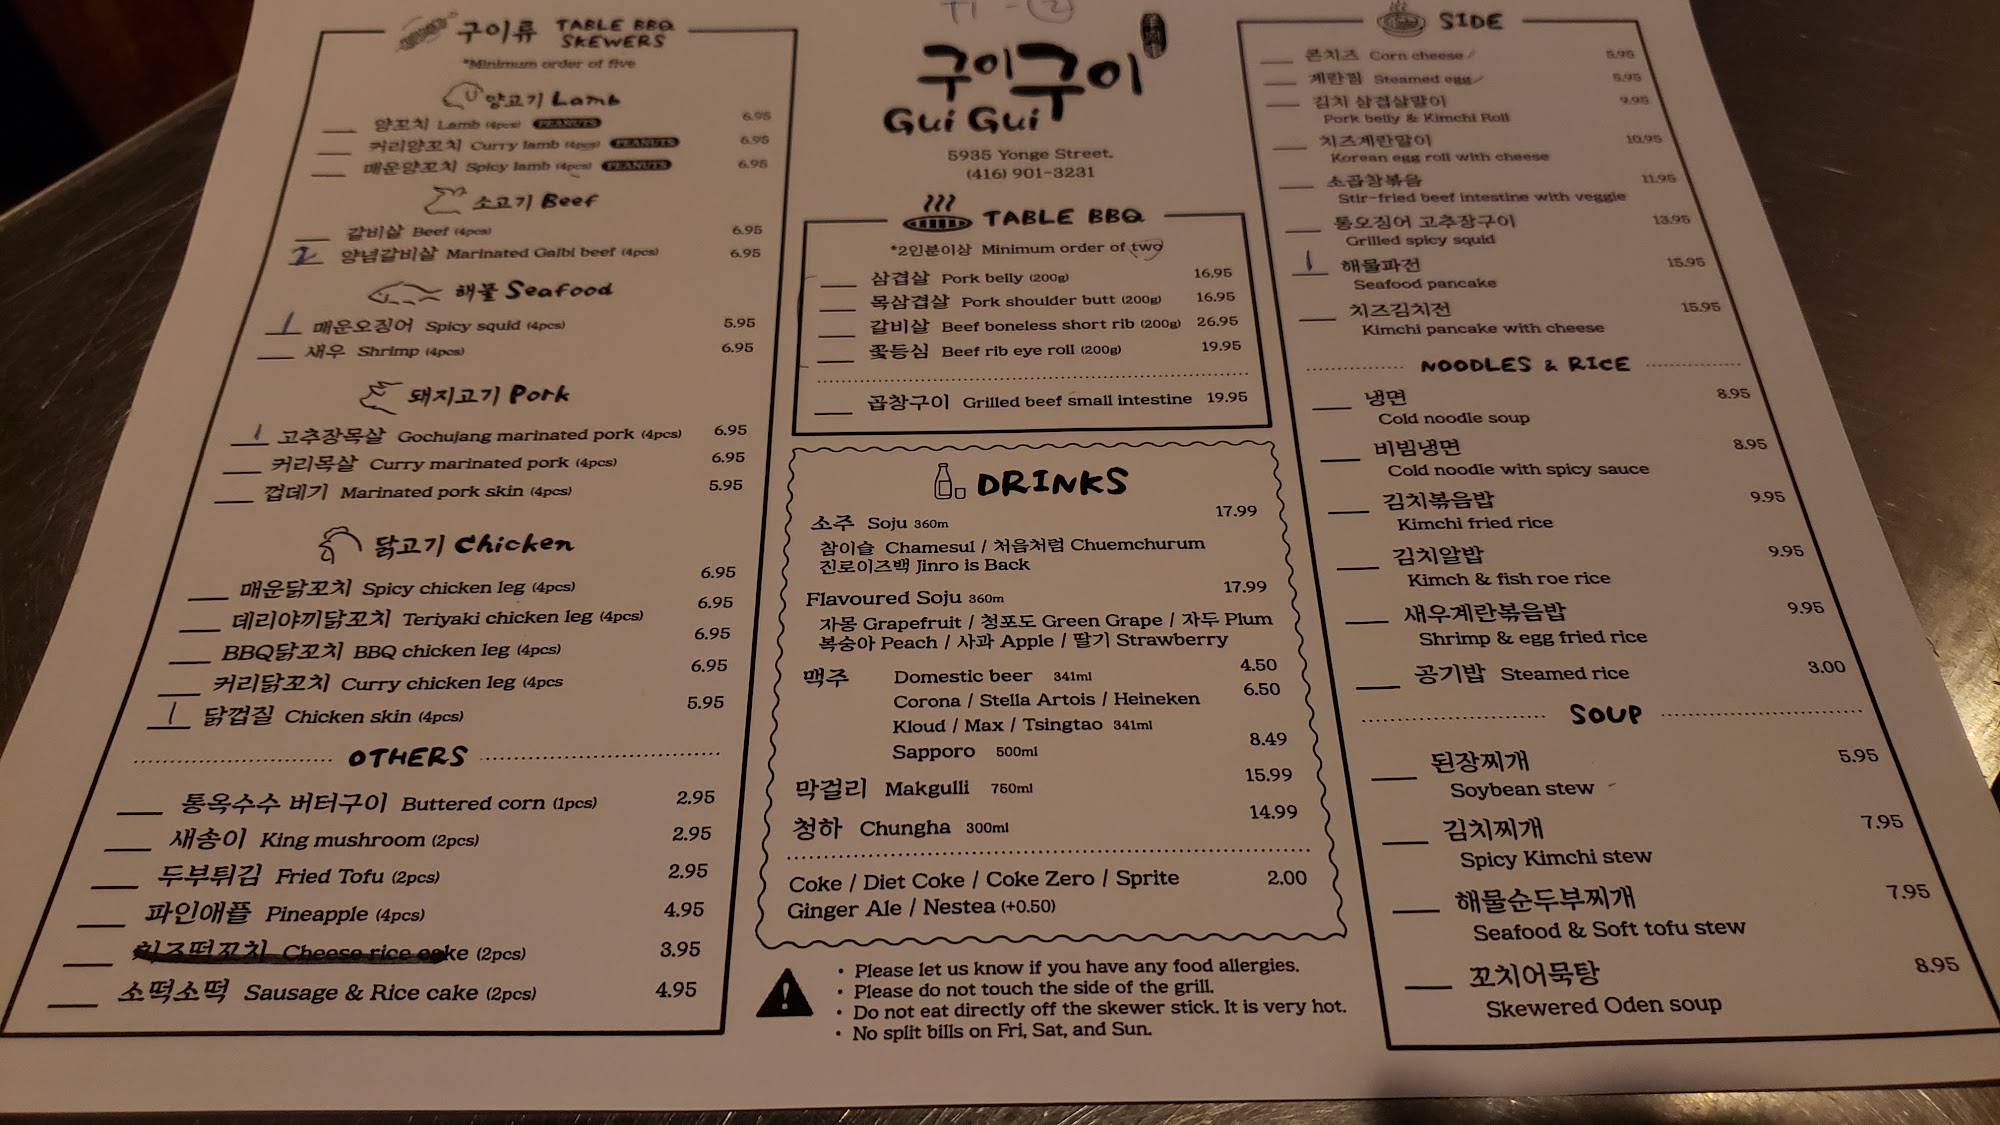 구이류 TABLE BBQ
SKEWERS
*Minimum order of five
양고기 Lamb
양꼬치 Lamb (4pcs) PEANUTS 6.95
커리양꼬치 Curry lamb (4pcs) PEANUTS 6.95
매운양꼬치 Spicy lamb (4pcs) PEANUTS 6.95
소고기 Beef
갈비살 Beef (4pcs) 6.95
2 양념갈비살 Marinated Galbi beef (4pcs) 6.95
해물 Seafood
1 매운오징어 Spicy squid (4pcs) 5.95
새우 Shrimp (4pcs) 6.95
돼지고기 Pork
1 고추장목살 Gochujang marinated pork (4pcs) 6.95
커리목살 Curry marinated pork (4pcs) 6.95
껍데기 Marinated pork skin (4pcs) 5.95
닭고기 Chicken
매운닭꼬치 Spicy chicken leg (4pcs) 6.95
데리야끼닭꼬치 Teriyaki chicken leg (4pcs) 6.95
BBQ닭꼬치 BBQ chicken leg (4pcs) 6.95
커리닭꼬치 Curry chicken leg (4pcs 6.95
1 닭껍질 Chicken skin (4pcs) 5.95
OTHERS
통옥수수 버터구이 Buttered corn (1pcs) 2.95
새송이 King mushroom (2pcs) 2.95
두부튀김 Fried Tofu (2pcs) 2.95
파인애플 Pineapple (4pcs) 4.95
치즈떡꼬치 Cheese rice cake (2pcs) 3.95
소떡소떡 Sausage & Rice cake (2pcs) 4.95
구이구이
Gui Gui
5935 Yonge Street.
(416) 901-3231
TABLE BBQ
*2인분이상 Minimum order of two
삼겹살 Pork belly (200g) 16.95
목삼겹살 Pork shoulder butt (200g) 16.95
갈비살 Beef boneless short rib (200g) 26.95
꽃등심 Beef rib eye roll (200g) 19.95
곱창구이 Grilled beef small intestine 19.95
DRINKS
소주 Soju 360m 17.99
참이슬 Chamesul / 처음처럼 Chuemchurum
진로이즈백 Jinro is Back
Flavoured Soju 360m 17.99
자몽 Grapefruit / 청포도 Green Grape / 자두 Plum
복숭아 Peach / 사과 Apple / 딸기 Strawberry
맥주 Domestic beer 341ml 4.50
Corona / Stella Artois / Heineken 6.50
Kloud / Max / Tsingtao 341ml
Sapporo 500ml 8.49
막걸리 Makgulli 750ml 15.99
청하 Chungha 300ml 14.99
Coke / Diet Coke / Coke Zero / Sprite 2.00
Ginger Ale / Nestea (+0.50)
• Please let us know if you have any food allergies.
• Please do not touch the side of the grill.
• Do not eat directly off the skewer stick. It is very hot.
• No split bills on Fri, Sat, and Sun.
SIDE
콘치즈 Corn cheese 5.95
계란찜 Steamed egg 5.95
김치 삼겹살말이 9.95
Pork belly & Kimchi Roll
치즈계란말이 10.95
Korean egg roll with cheese
소곱창볶음 11.95
Stir-fried beef intestine with veggie
통오징어 고추장구이 13.95
Grilled spicy squid
1 해물파전 15.95
Seafood pancake
치즈김치전 15.95
Kimchi pancake with cheese
NOODLES & RICE
냉면 8.95
Cold noodle soup
비빔냉면 8.95
Cold noodle with spicy sauce
김치볶음밥 9.95
Kimchi fried rice
김치알밥 9.95
Kimch & fish roe rice
새우계란볶음밥 9.95
Shrimp & egg fried rice
공기밥 Steamed rice 3.00
SOUP
된장찌개 5.95
Soybean stew
김치찌개 7.95
Spicy Kimchi stew
해물순두부찌개 7.95
Seafood & Soft tofu stew
꼬치어묵탕 8.95
Skewered Oden soup